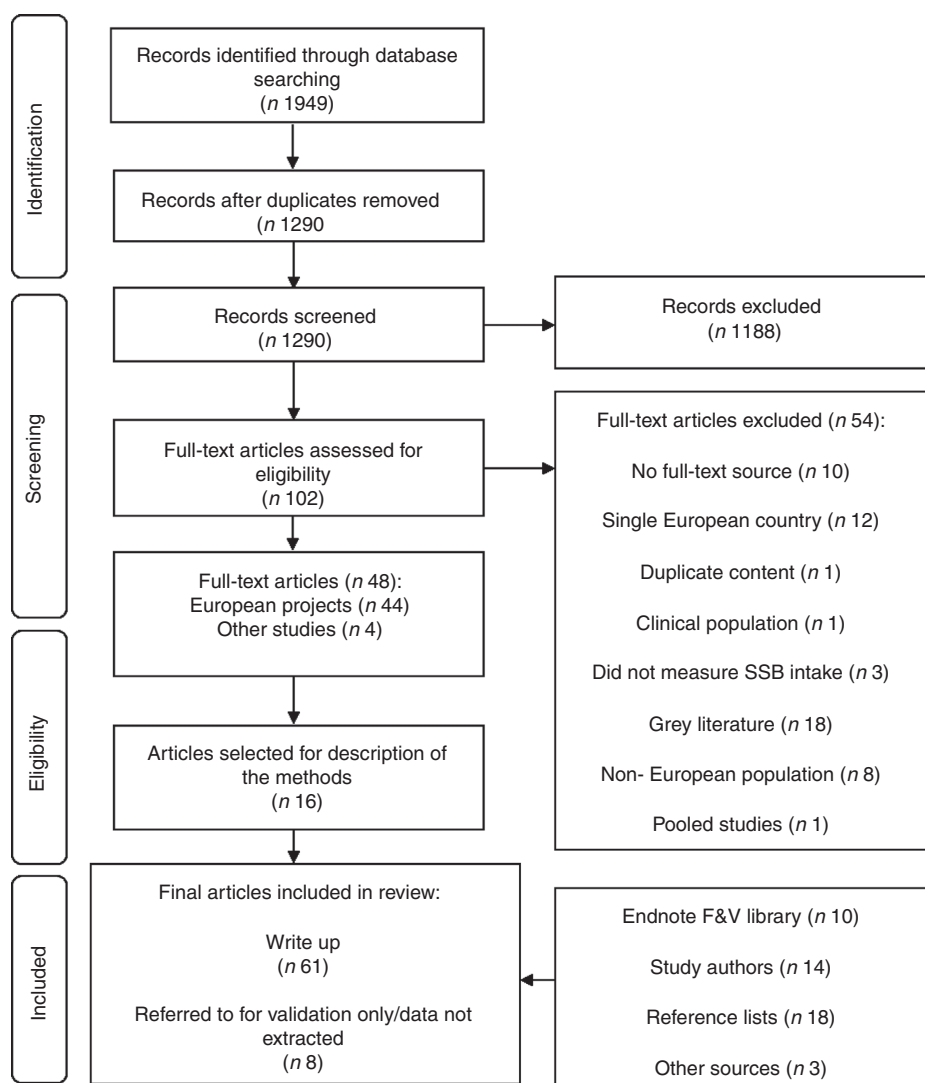 Identification
Records identified through database
searching
(n 1949)
Records after duplicates removed
(n 1290
Screening
Records screened
(n 1290)
Records excluded
(n 1188)
Full-text articles assessed for
eligibility
(n 102)
Full-text articles excluded (n 54):
No full-text source (n 10)
Single European country (n 12)
Duplicate content (n 1)
Clinical population (n 1)
Did not measure SSB intake (n 3)
Grey literature (n 18)
Non- European population (n 8)
Pooled studies (n 1)
Full-text articles (n 48):
European projects (n 44)
Other studies (n 4)
Eligibility
Articles selected for description of
the methods
(n 16)
Included
Final articles included in review:
Write up
(n 61)
Referred to for validation only/data not
extracted
(n 8)
Endnote F&V library (n 10)
Study authors (n 14)
Reference lists (n 18)
Other sources (n 3)